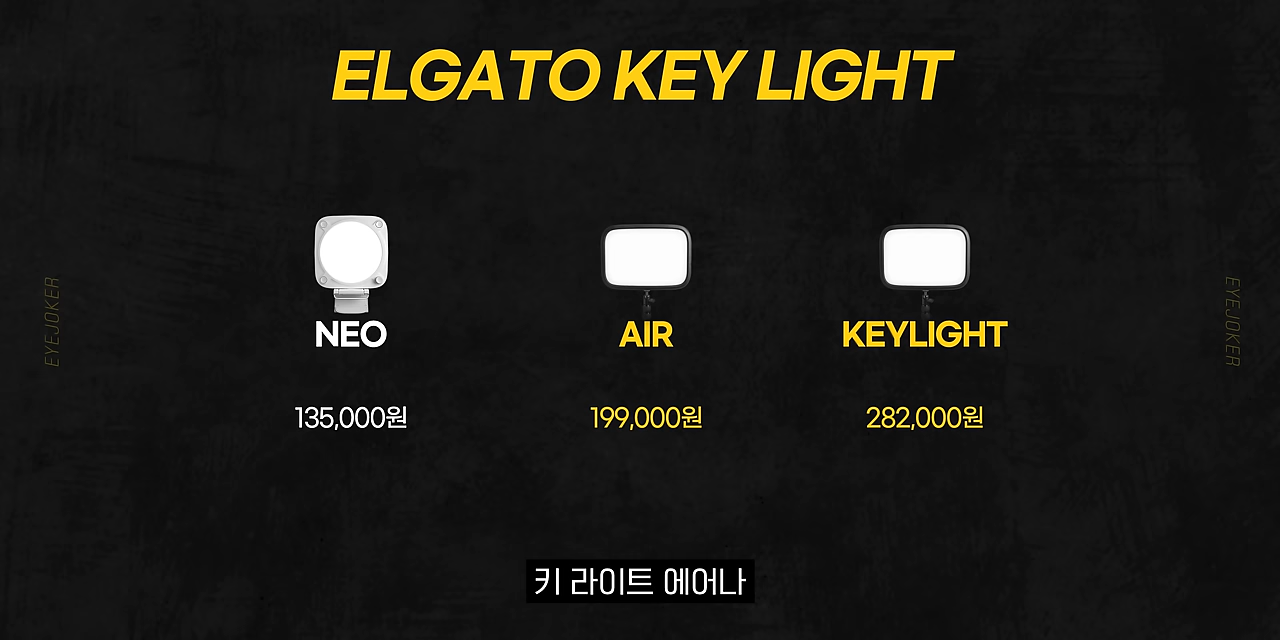 ELGATO KEY LIGHT
EYEJOKER
EYEJOKER
NEO
AIR
KEYLIGHT
135,000원
199,000원
282,000원
키 라이트 에어나